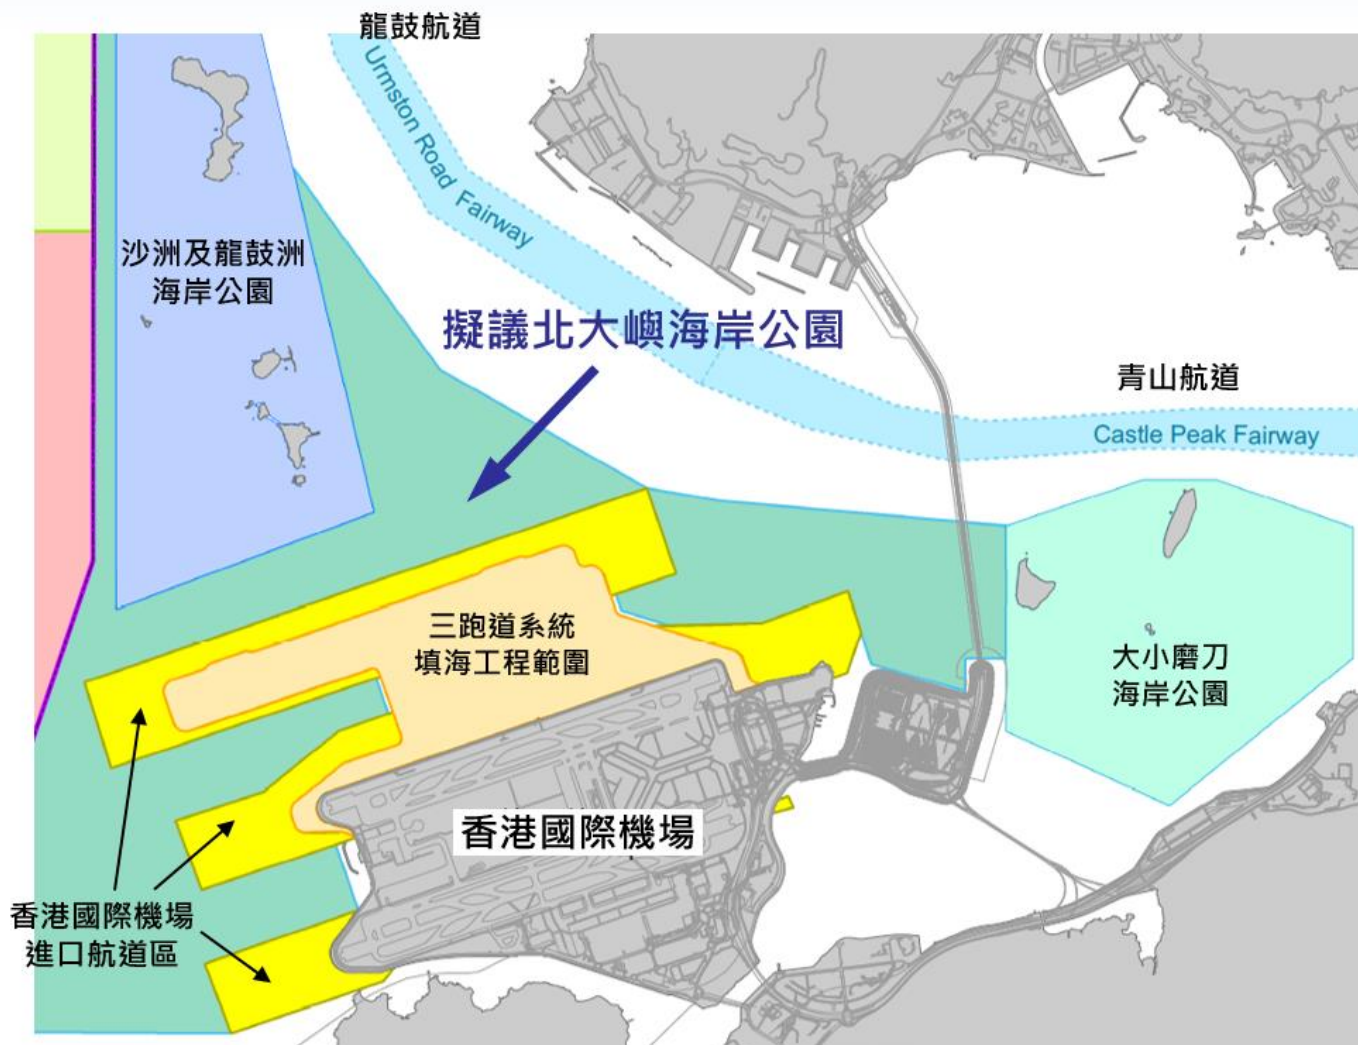 龍鼓航道
Urmston Road Fairway
沙洲及龍鼓洲
海岸公園
擬議北大嶼海岸公園
青山航道
Castle Peak Fairway
三跑道系統
填海工程範圍
大小磨刀
海岸公園
香港國際機場
香港國際機場
進口航道區